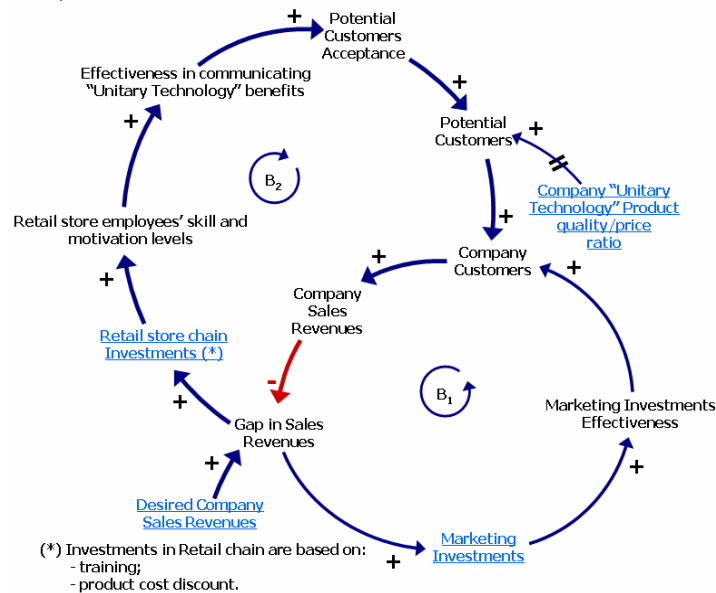 +
Potential
Customers
Acceptance
Effectiveness in communicating
“Unitary Technology” benefits
+
+
Potential
Customers
+
+
B2
Company “Unitary
Technology” Product
quality/price
ratio
Retail store employees’ skill and
motivation levels
+
+
Company
Customers
+
+
Company
Sales
Revenues
Retail store chain
Investments (*)
-
B1
+
Gap in Sales
Revenues
Marketing Investments
Effectiveness
+
+
Desired Company
Sales Revenues
Marketing
Investments
+
(*) Investments in Retail chain are based on:
- training;
- product cost discount.